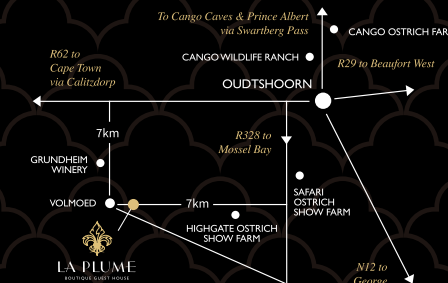 To Cango Caves & Prince Albert
via Swartberg Pass
CANGO OSTRICH FAR
R62 to
Cape Town
via Calitzdorp
CANGO WILDLIFE RANCH
R29 to Beaufort West
OUDTSHOORN
7km
R328 to
Mossel Bay
GRUNDHEIM
WINERY
SAFARI
OSTRICH
SHOW FARM
VOLMOED
7km
HIGHGATE OSTRICH
SHOW FARM
LA PLUME
BOUTIQUE GUEST HOUSE
N12 to
George